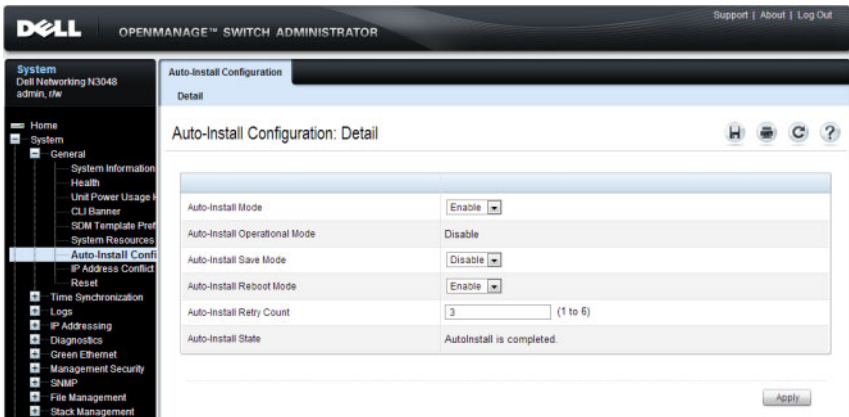 Support | About | Log Out
DELL OPENMANAGE™ SWITCH ADMINISTRATOR
System
Dell Networking N3048
admin, r/w
Home
System
General
System Information
Health
Unit Power Usage H
CLI Banner
SDM Template Pref
System Resources
Auto-Install Confi
IP Address Conflict
Reset
Time Synchronization
Logs
IP Addressing
Diagnostics
Green Ethernet
Management Security
SNMP
File Management
Stack Management
Auto-Install Configuration
Detail
Auto-Install Configuration: Detail
Auto-Install Mode Enable
Auto-Install Operational Mode Disable
Auto-Install Save Mode Disable
Auto-Install Reboot Mode Enable
Auto-Install Retry Count 3 (1 to 6)
Auto-Install State AutoInstall is completed.
Apply